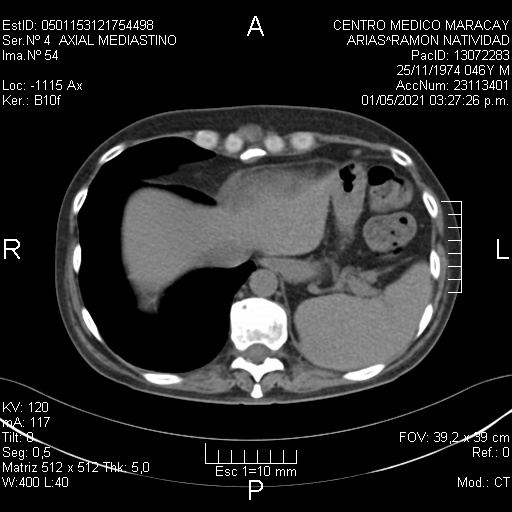 EstID: 0501153121754498
Ser.Nº 4 AXIAL MEDIASTINO
Ima.Nº 54
Loc: -1115 Ax
Ker.: B10f
A
CENTRO MEDICO MARACAY
ARIAS^RAMON NATIVIDAD
PacID: 13072283
25/11/1974 046Y M
AccNum: 23113401
01/05/2021 03:27:26 p.m.
R
L
KV: 120
mA: 117
Tilt: 0
Seg: 0,5
Matriz 512 x 512 Thk: 5,0
W:400 L:40
Esc 1=10 mm
P
FOV: 39,2 x 39 cm
Ref.: 0
Mod.: CT